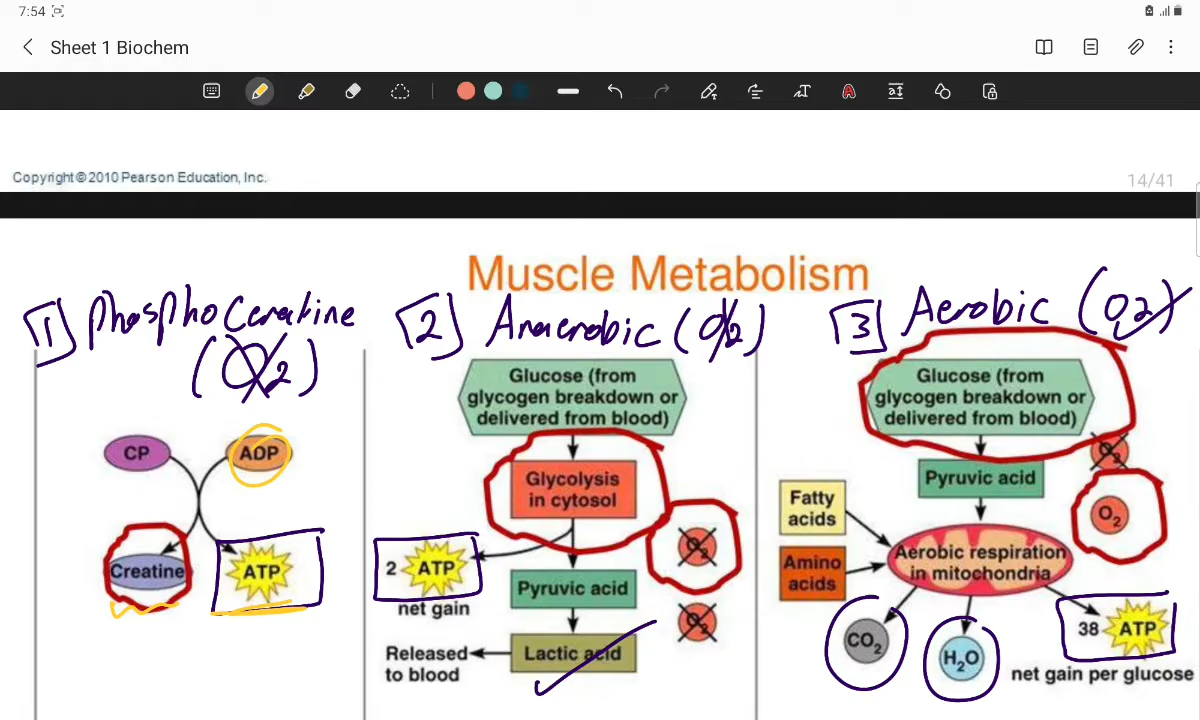 7:54
Sheet 1 Biochem
Copyright © 2010 Pearson Education, Inc.
14/41
Muscle Metabolism
[1] phosphoceratine
(O2)
[2] Anaerobic (O2)
[3] Aerobic (O2)
CP
ADP
Creatine
ATP
Glucose (from
glycogen breakdown or
delivered from blood)
Glycolysis
in cytosol
O2
2 ATP
net gain
Pyruvic acid
O2
Released
to blood
Lactic acid
Glucose (from
glycogen breakdown or
delivered from blood)
O2
Pyruvic acid
O2
Fatty
acids
Amino
acids
Aerobic respiration
in mitochondria
CO2
H2O
38 ATP
net gain per glucose